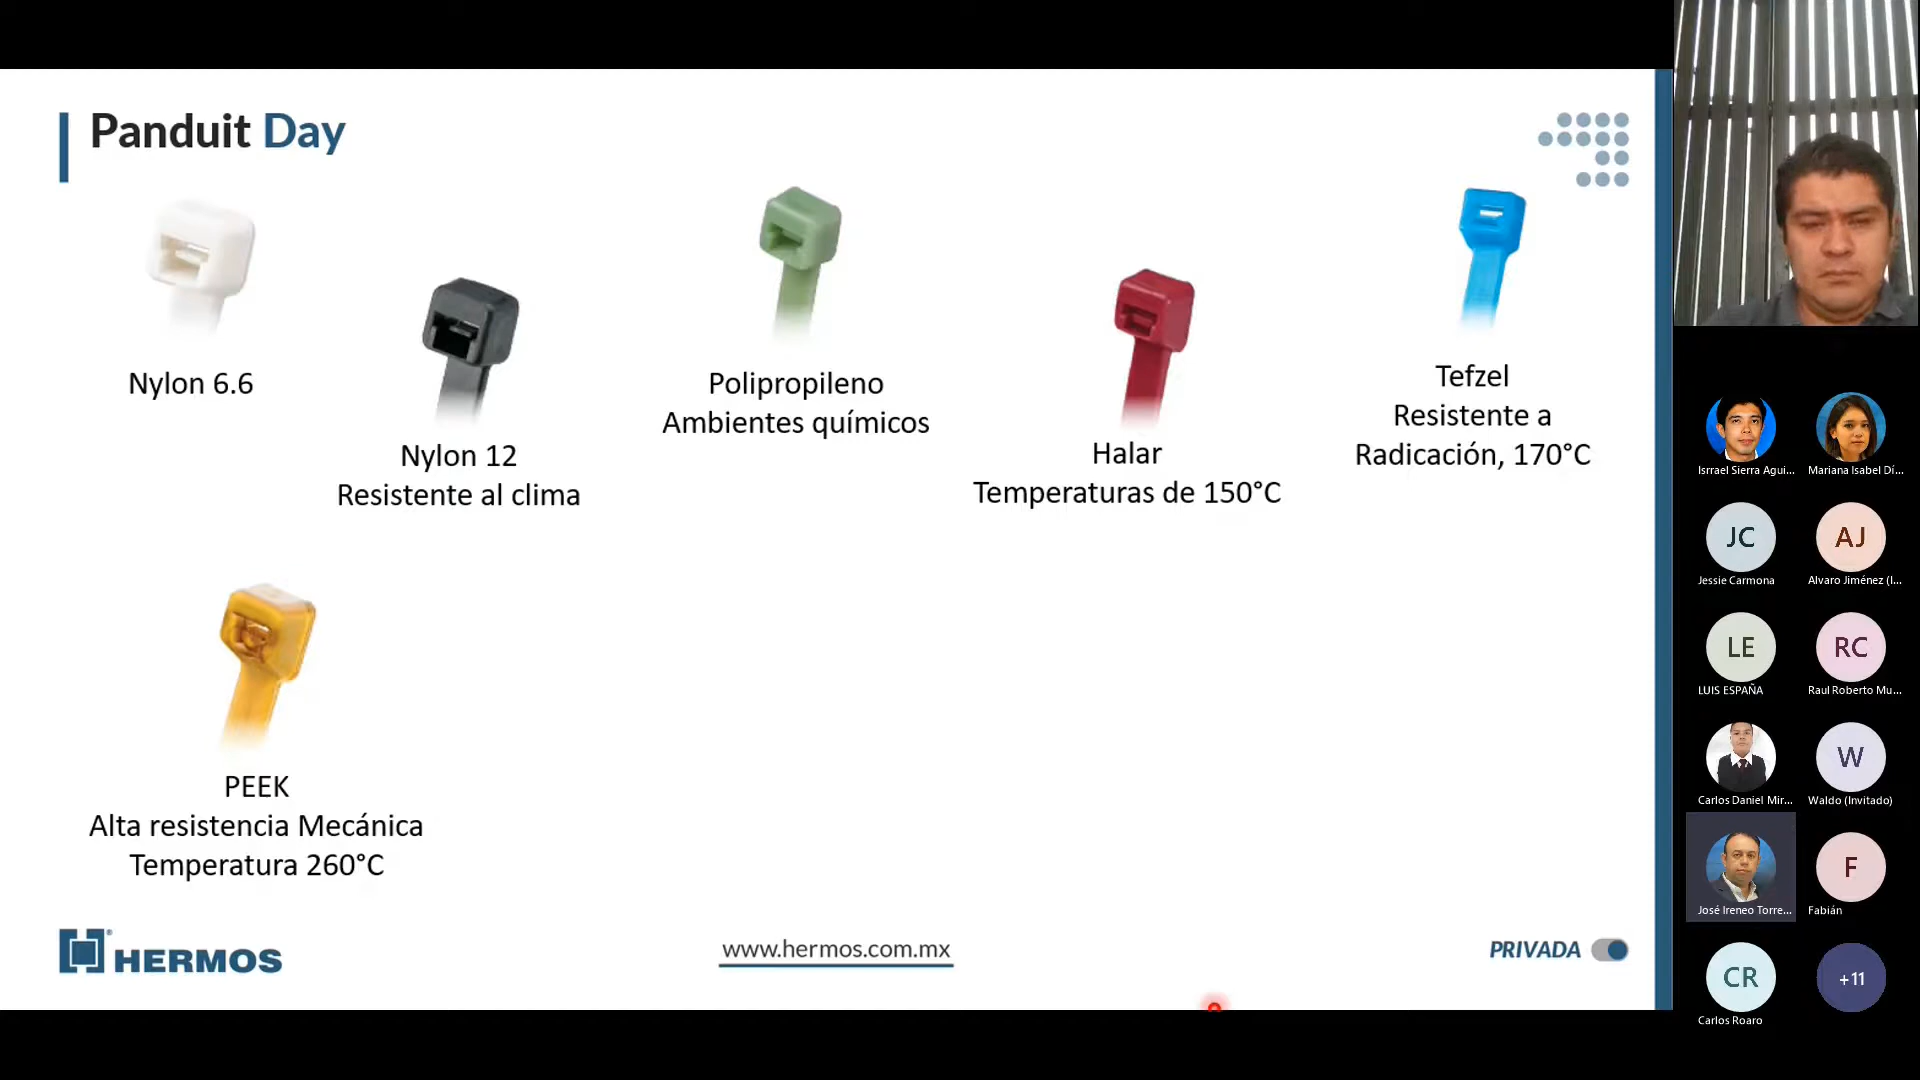 Panduit Day
Nylon 6.6
Nylon 12
Resistente al clima
Polipropileno
Ambientes químicos
Halar
Temperaturas de 150°C
Tefzel
Resistente a
Radicación, 170°C
PEEK
Alta resistencia Mecánica
Temperatura 260°C
HERMOS
www.hermos.com.mx
PRIVADA
Isrrael Sierra Agui...
Mariana Isabel Dí...
JC
Jessie Carmona
AJ
Alvaro Jiménez (I...
LE
LUIS ESPAÑA
RC
Raul Roberto Mu...
Carlos Daniel Mir...
W
Waldo (Invitado)
José Ireneo Torre...
F
Fabián
CR
Carlos Roaro
+11